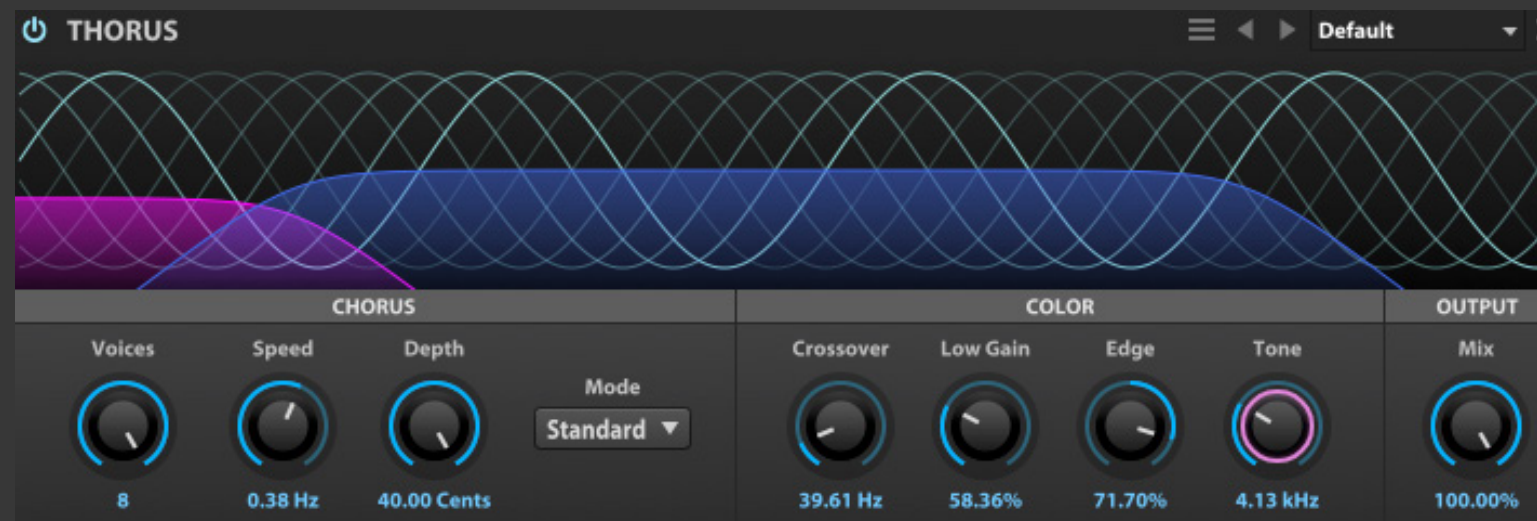 THORUS
Default
CHORUS
COLOR
OUTPUT
Voices
Speed
Depth
Mode
Standard
Crossover
Low Gain
Edge
Tone
Mix
8
0.38 Hz
40.00 Cents
39.61 Hz
58.36%
71.70%
4.13 kHz
100.00%